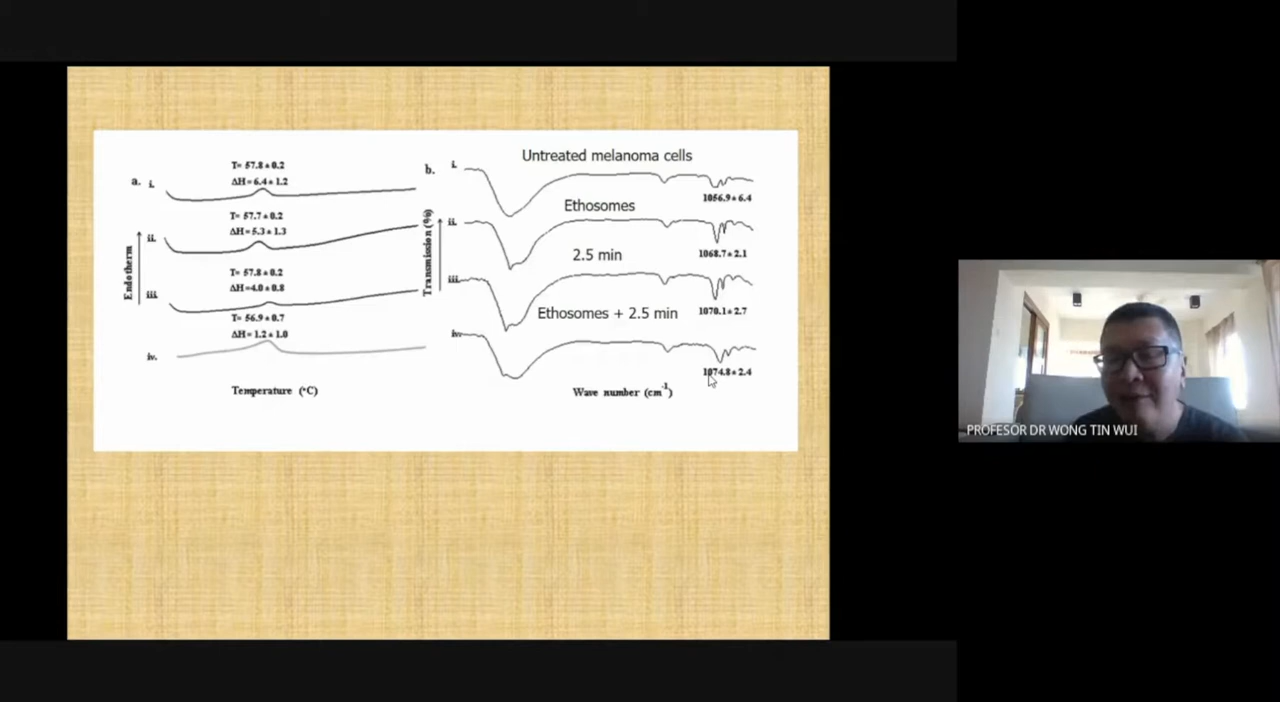 a.
i.
T= 57.8±0.2
ΔH=6.4±1.2
ii.
T= 57.7±0.2
ΔH=5.3±1.3
iii.
T= 57.8±0.2
ΔH=4.0±0.8
iv.
T= 56.9±0.7
ΔH=1.2±1.0
Endotherm
Temperature (°C)
b.
i.
Untreated melanoma cells
1056.9±6.4
ii.
Ethosomes
1068.7±2.1
iii.
2.5 min
1070.1±2.7
iv.
Ethosomes + 2.5 min
1074.8±2.4
Transmission (%)
Wave number (cm-1)
PROFESOR DR WONG TIN WUI